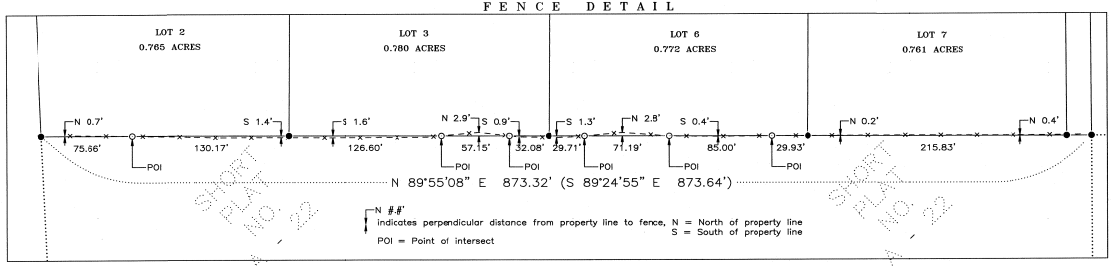 FENCE DETAIL
LOT 2
0.765 ACRES
LOT 3
0.780 ACRES
LOT 6
0.772 ACRES
LOT 7
0.761 ACRES
N 0.7'
S 1.4'
S 1.6'
N 2.9'
S 0.9'
S 1.3'
N 2.8'
S 0.4'
N 0.2'
N 0.4'
75.66'
130.17'
126.60'
57.15'
32.08'
29.71'
71.19'
85.00'
29.93'
215.83'
POI
POI
POI
POI
POI
POI
N 89°55'08" E 873.32' (S 89°24'55" E 873.64')
SHORT
PLAT
NO.
A - 22
SHORT
PLAT
NO.
A - 22
N #.#'
indicates perpendicular distance from property line to fence, N = North of property line
S = South of property line
POI = Point of intersect